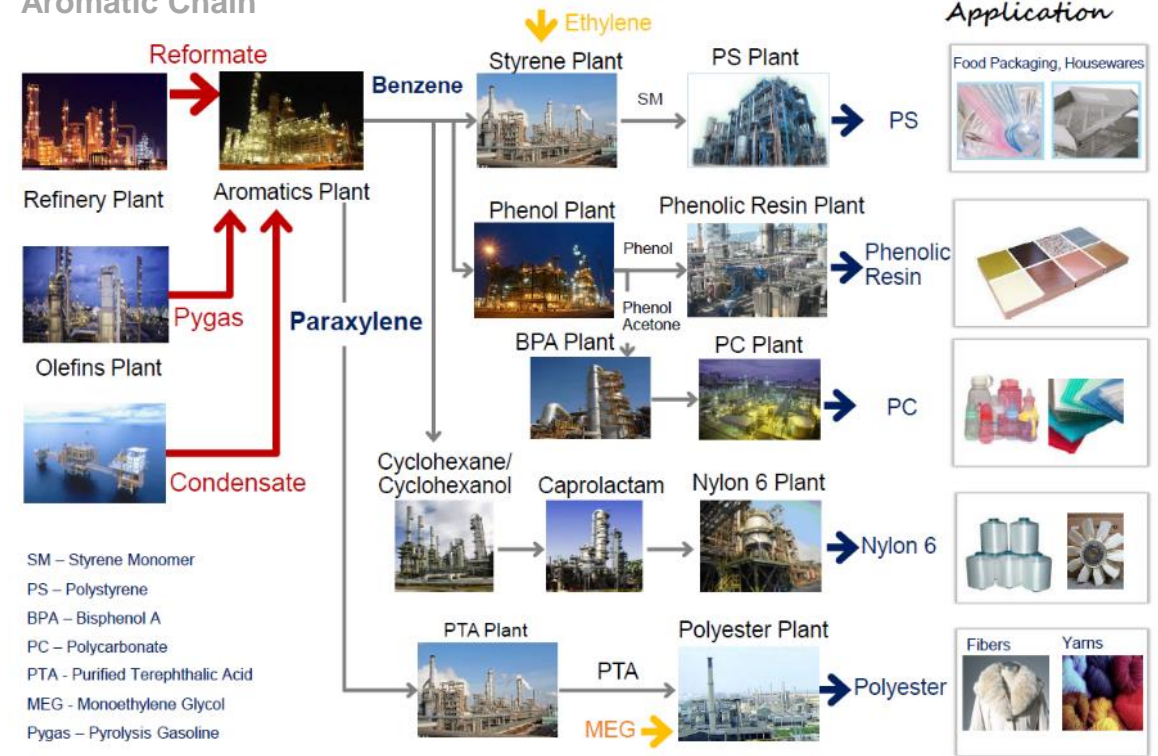 Aromatic Chain
Application
Ethylene
Reformate
Styrene Plant
PS Plant
Food Packaging, Housewares
Benzene
SM
PS
Refinery Plant
Aromatics Plant
Phenol Plant
Phenolic Resin Plant
Phenol
Phenolic
Resin
Pygas
Paraxylene
Phenol
Acetone
BPA Plant
PC Plant
Olefins Plant
PC
Condensate
Cyclohexane/
Cyclohexanol
Caprolactam
Nylon 6 Plant
Nylon 6
SM – Styrene Monomer
PS – Polystyrene
BPA – Bisphenol A
PC – Polycarbonate
PTA - Purified Terephthalic Acid
MEG - Monoethylene Glycol
Pygas – Pyrolysis Gasoline
PTA Plant
Polyester Plant
PTA
MEG
Polyester
Fibers
Yarns